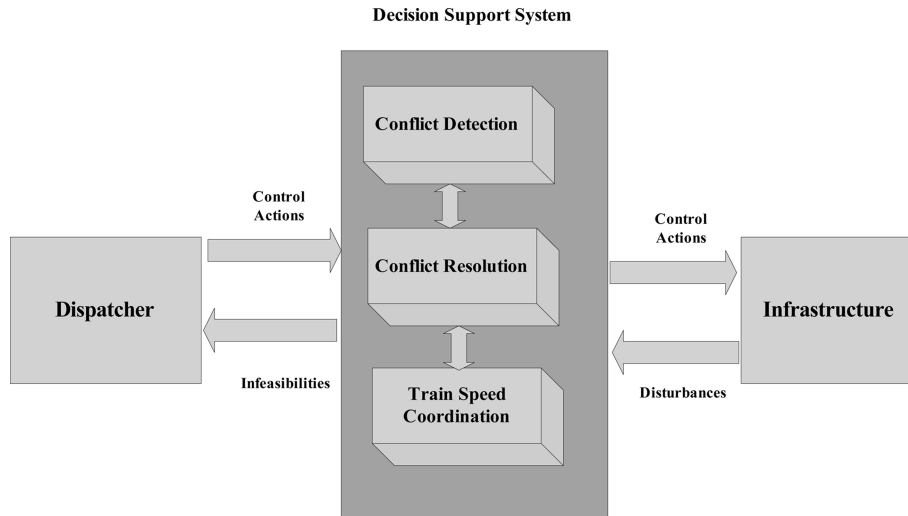 Decision Support System
Conflict Detection
Control
Actions
Control
Actions
Conflict Resolution
Dispatcher
Infrastructure
Infeasibilities
Train Speed
Coordination
Disturbances